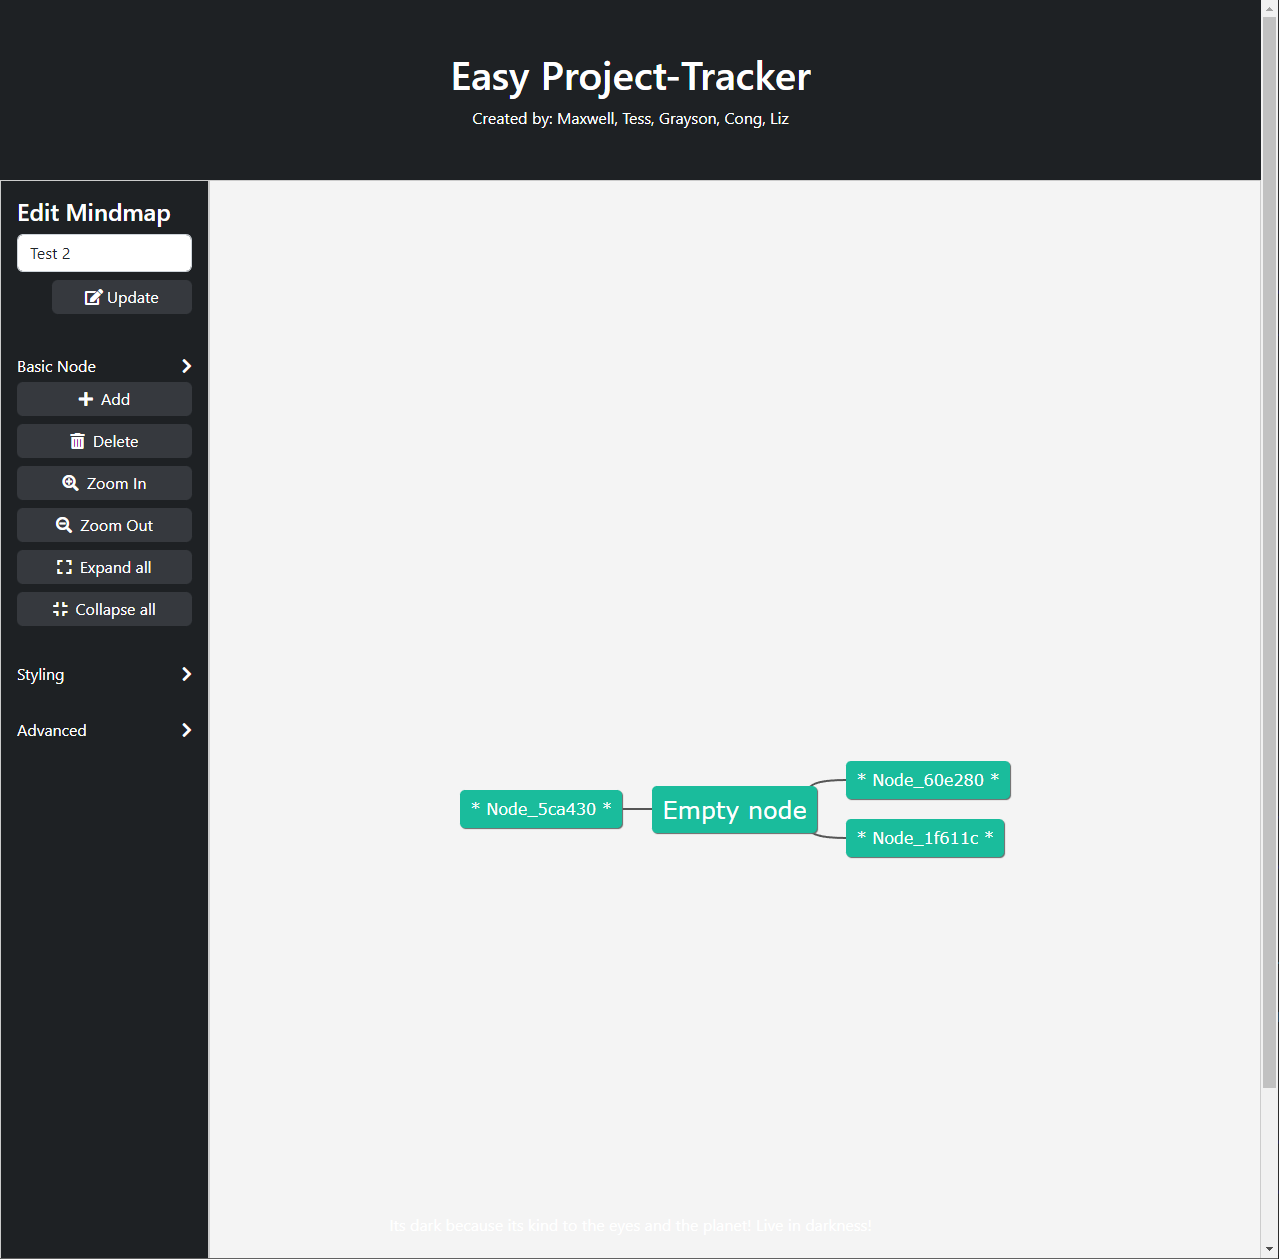 Easy Project-Tracker
Created by: Maxwell, Tess, Grayson, Cong, Liz
Edit Mindmap
Test 2
Update
Basic Node
Add
Delete
Zoom In
Zoom Out
Expand all
Collapse all
Styling
Advanced
* Node_5ca430 *
Empty node
* Node_60e280 *
* Node_1f611c *
Its dark because its kind to the eyes and the planet! Live in darkness!